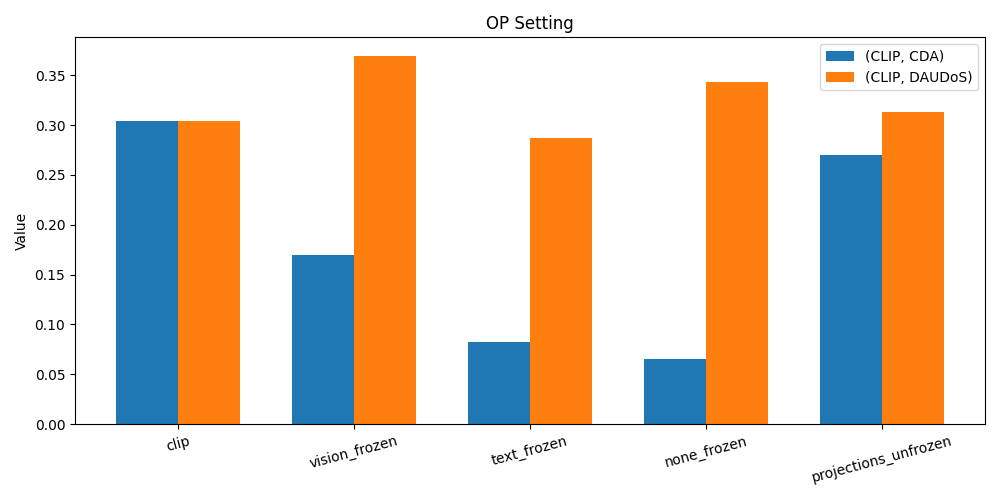 OP Setting
(CLIP, CDA)
(CLIP, DAUDoS)
Value
0.35
0.30
0.25
0.20
0.15
0.10
0.05
0.00
clip
vision_frozen
text_frozen
none_frozen
projections_unfrozen